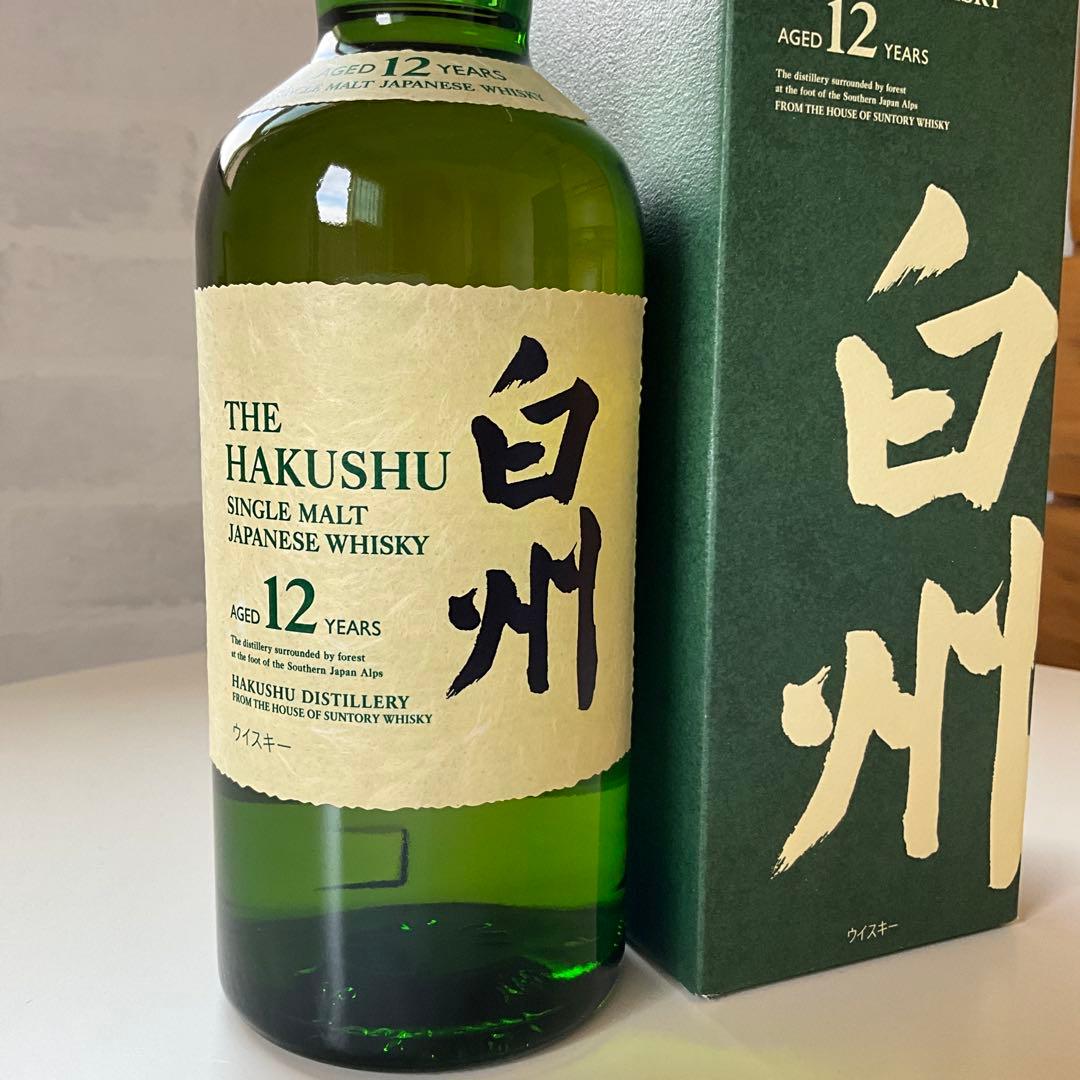 AGED 12 YEARS
SINGLE MALT JAPANESE WHISKY
THE
HAKUSHU
SINGLE MALT
JAPANESE WHISKY
AGED 12 YEARS
The distillery surrounded by forest
at the foot of the Southern Japan Alps
HAKUSHU DISTILLERY
FROM THE HOUSE OF SUNTORY WHISKY
ウイスキー
白州
AGED 12 YEARS
The distillery surrounded by forest
at the foot of the Southern Japan Alps
FROM THE HOUSE OF SUNTORY WHISKY
白州
ウイスキー